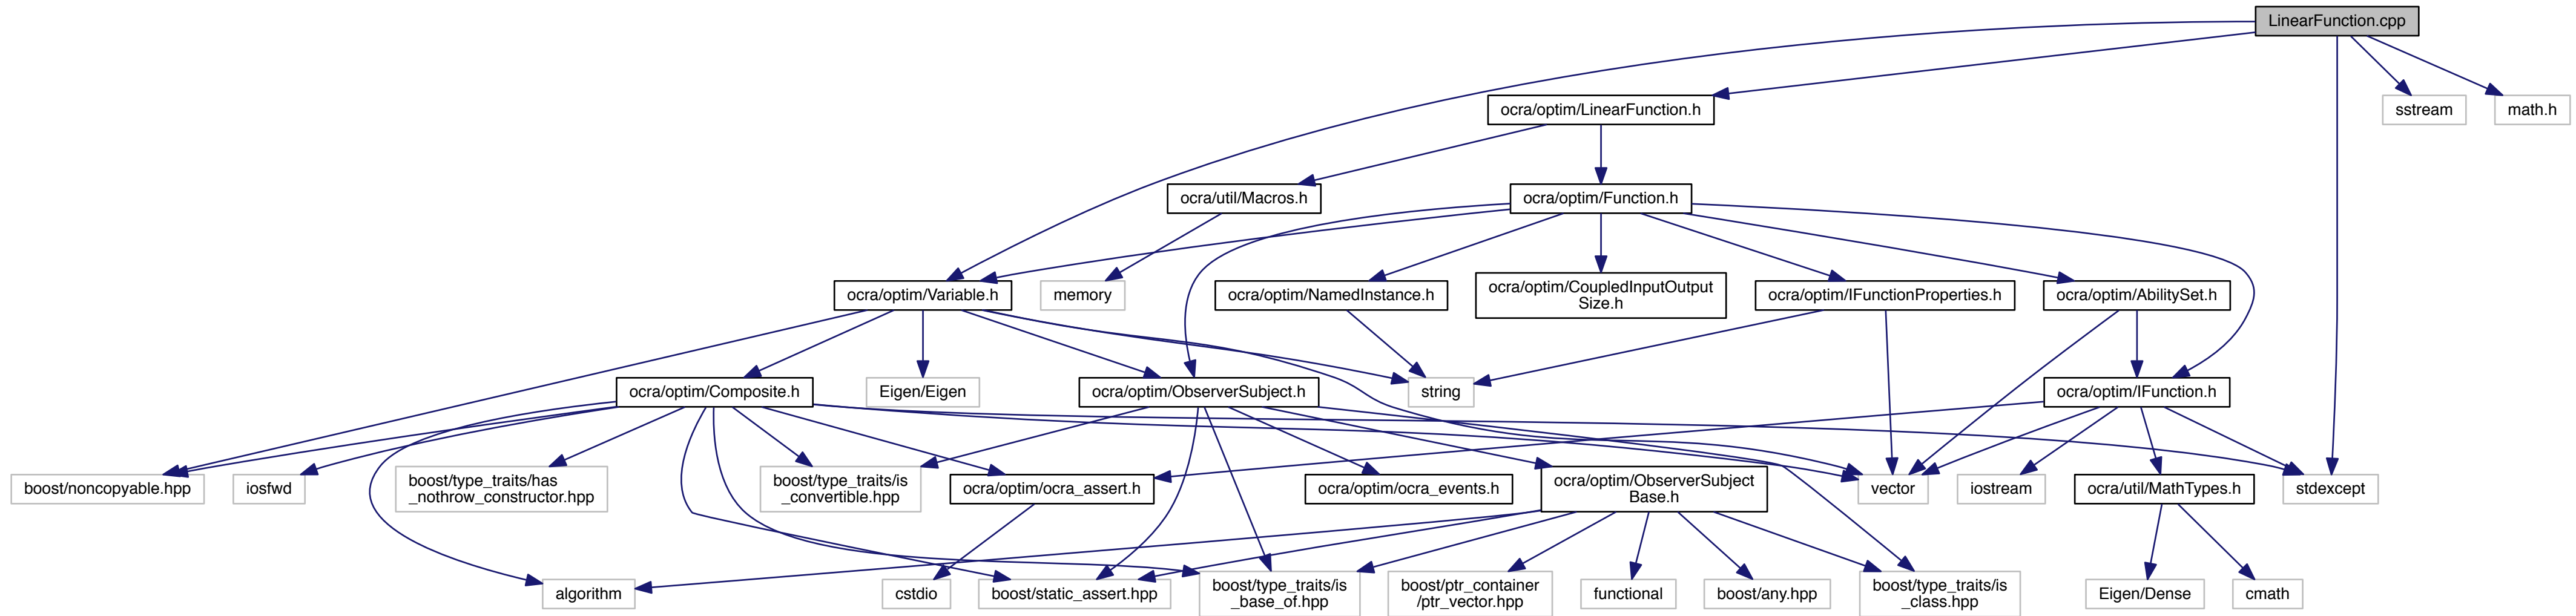 LinearFunction.cpp
ocra/optim/LinearFunction.h
sstream
math.h
ocra/util/Macros.h
ocra/optim/Function.h
ocra/optim/Variable.h
memory
ocra/optim/NamedInstance.h
ocra/optim/CoupledInputOutput
Size.h
ocra/optim/IFunctionProperties.h
ocra/optim/AbilitySet.h
ocra/optim/Composite.h
Eigen/Eigen
ocra/optim/ObserverSubject.h
string
ocra/optim/IFunction.h
boost/noncopyable.hpp
iosfwd
boost/type_traits/has
_nothrow_constructor.hpp
boost/type_traits/is
_convertible.hpp
ocra/optim/ocra_assert.h
ocra/optim/ocra_events.h
ocra/optim/ObserverSubject
Base.h
vector
iostream
ocra/util/MathTypes.h
stdexcept
algorithm
cstdio
boost/static_assert.hpp
boost/type_traits/is
_base_of.hpp
boost/ptr_container
/ptr_vector.hpp
functional
boost/any.hpp
boost/type_traits/is
_class.hpp
Eigen/Dense
cmath